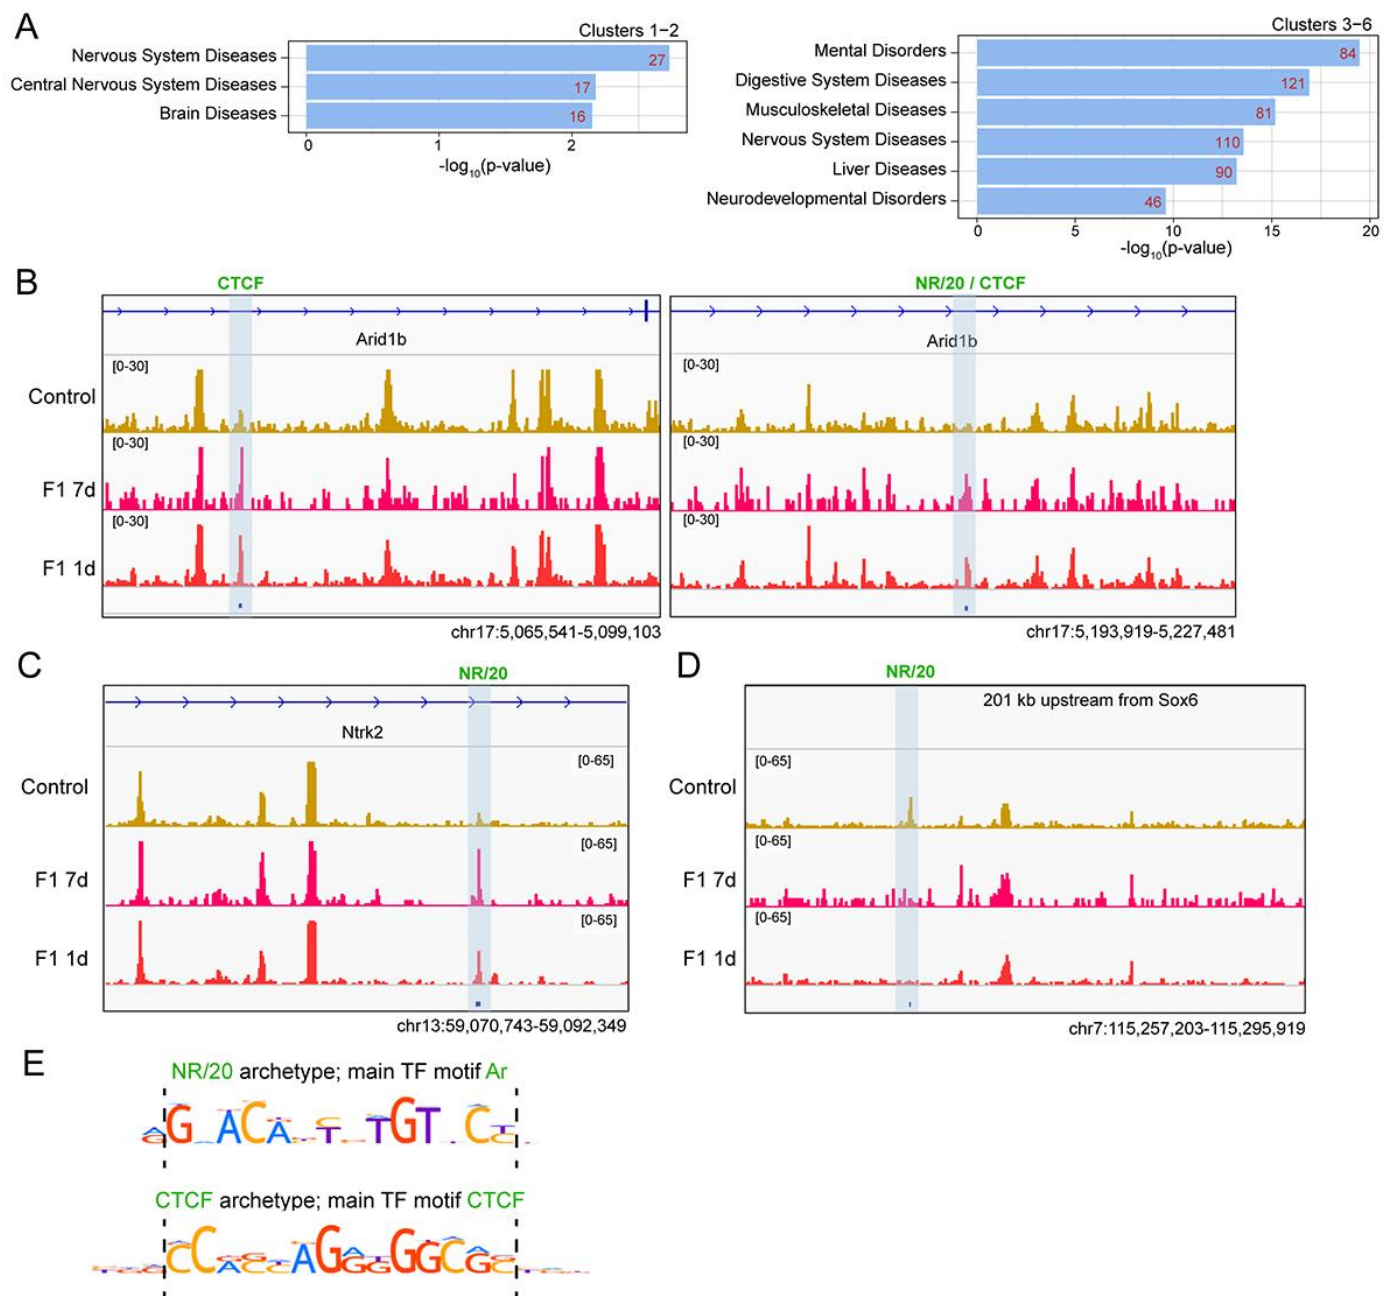 A
Clusters 1−2
Nervous System Diseases
27
Central Nervous System Diseases
17
Brain Diseases
16
0 1 2
-log10(p-value)
Clusters 3−6
Mental Disorders
84
Digestive System Diseases
121
Musculoskeletal Diseases
81
Nervous System Diseases
110
Liver Diseases
90
Neurodevelopmental Disorders
46
0 5 10 15 20
-log10(p-value)
B
CTCF
Arid1b
Control
[0-30]
F1 7d
[0-30]
F1 1d
[0-30]
chr17:5,065,541-5,099,103
NR/20 / CTCF
Arid1b
[0-30]
[0-30]
[0-30]
chr17:5,193,919-5,227,481
C
NR/20
Ntrk2
Control
[0-65]
F1 7d
[0-65]
F1 1d
[0-65]
chr13:59,070,743-59,092,349
D
NR/20
201 kb upstream from Sox6
Control
[0-65]
F1 7d
[0-65]
F1 1d
[0-65]
chr7:115,257,203-115,295,919
E
NR/20 archetype; main TF motif Ar
G ACA T TGT C
CTCF archetype; main TF motif CTCF
CC AG GGC